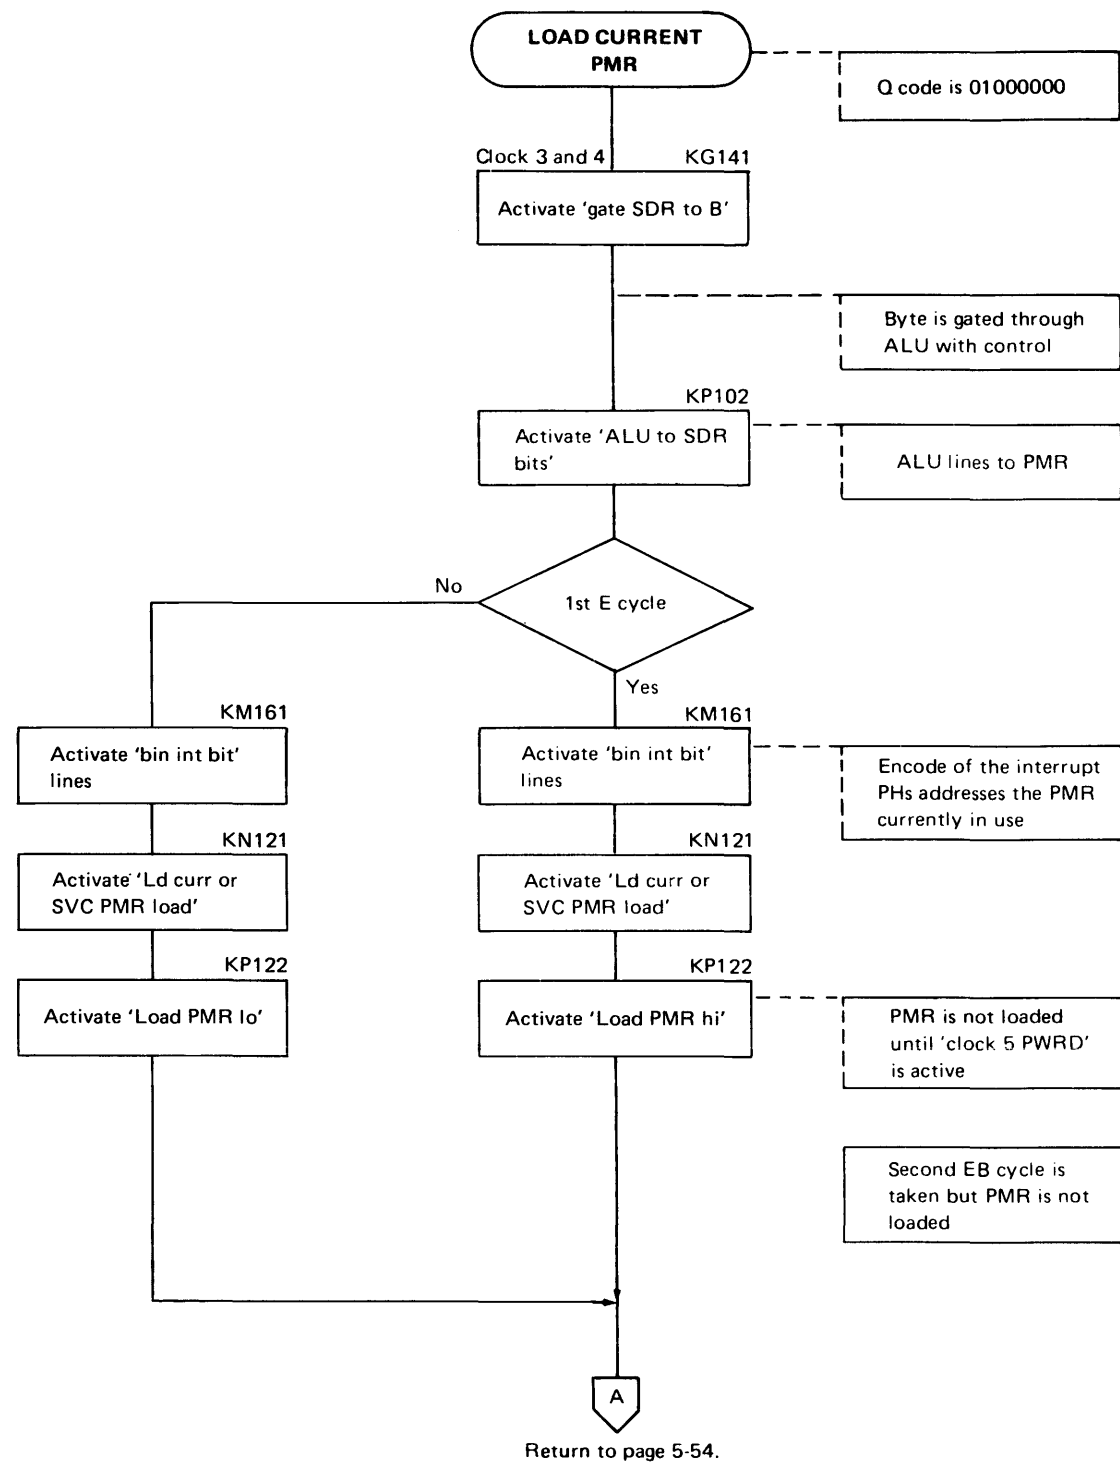 LOAD CURRENT
PMR
Q code is 01000000
Clock 3 and 4 KG141
Activate 'gate SDR to B'
Byte is gated through
ALU with control
KP102
Activate 'ALU to SDR
bits'
ALU lines to PMR
1st E cycle
No
Yes
KM161
Activate 'bin int bit'
lines
KM161
Activate 'bin int bit'
lines
Encode of the interrupt
PHs addresses the PMR
currently in use
KN121
Activate 'Ld curr or
SVC PMR load'
KN121
Activate 'Ld curr or
SVC PMR load'
KP122
Activate 'Load PMR lo'
KP122
Activate 'Load PMR hi'
PMR is not loaded
until 'clock 5 PWRD'
is active
Second EB cycle is
taken but PMR is not
loaded
A
Return to page 5-54.